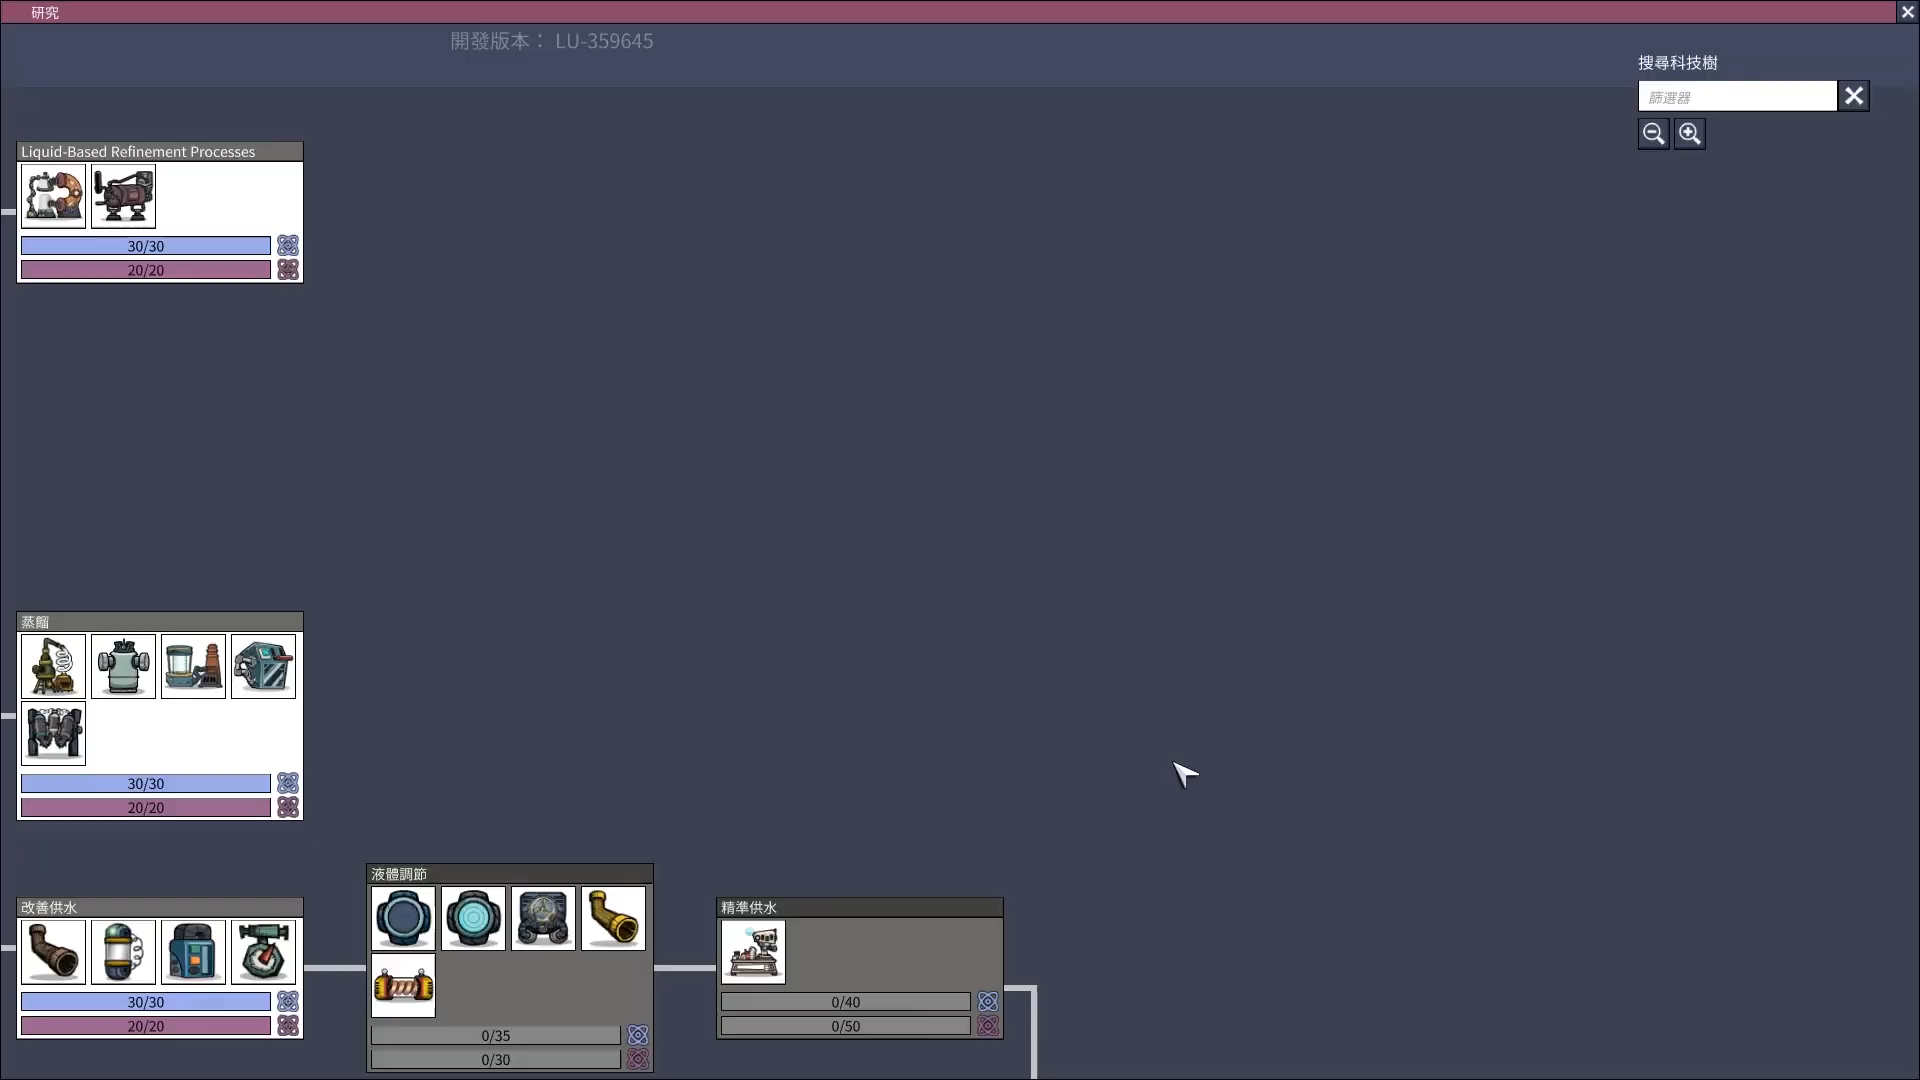 研究
開發版本： LU-359645
搜尋科技樹
篩選器
Liquid-Based Refinement Processes
30/30
20/20
蒸餾
30/30
20/20
改善供水
30/30
20/20
液體調節
0/35
0/30
精準供水
0/40
0/50